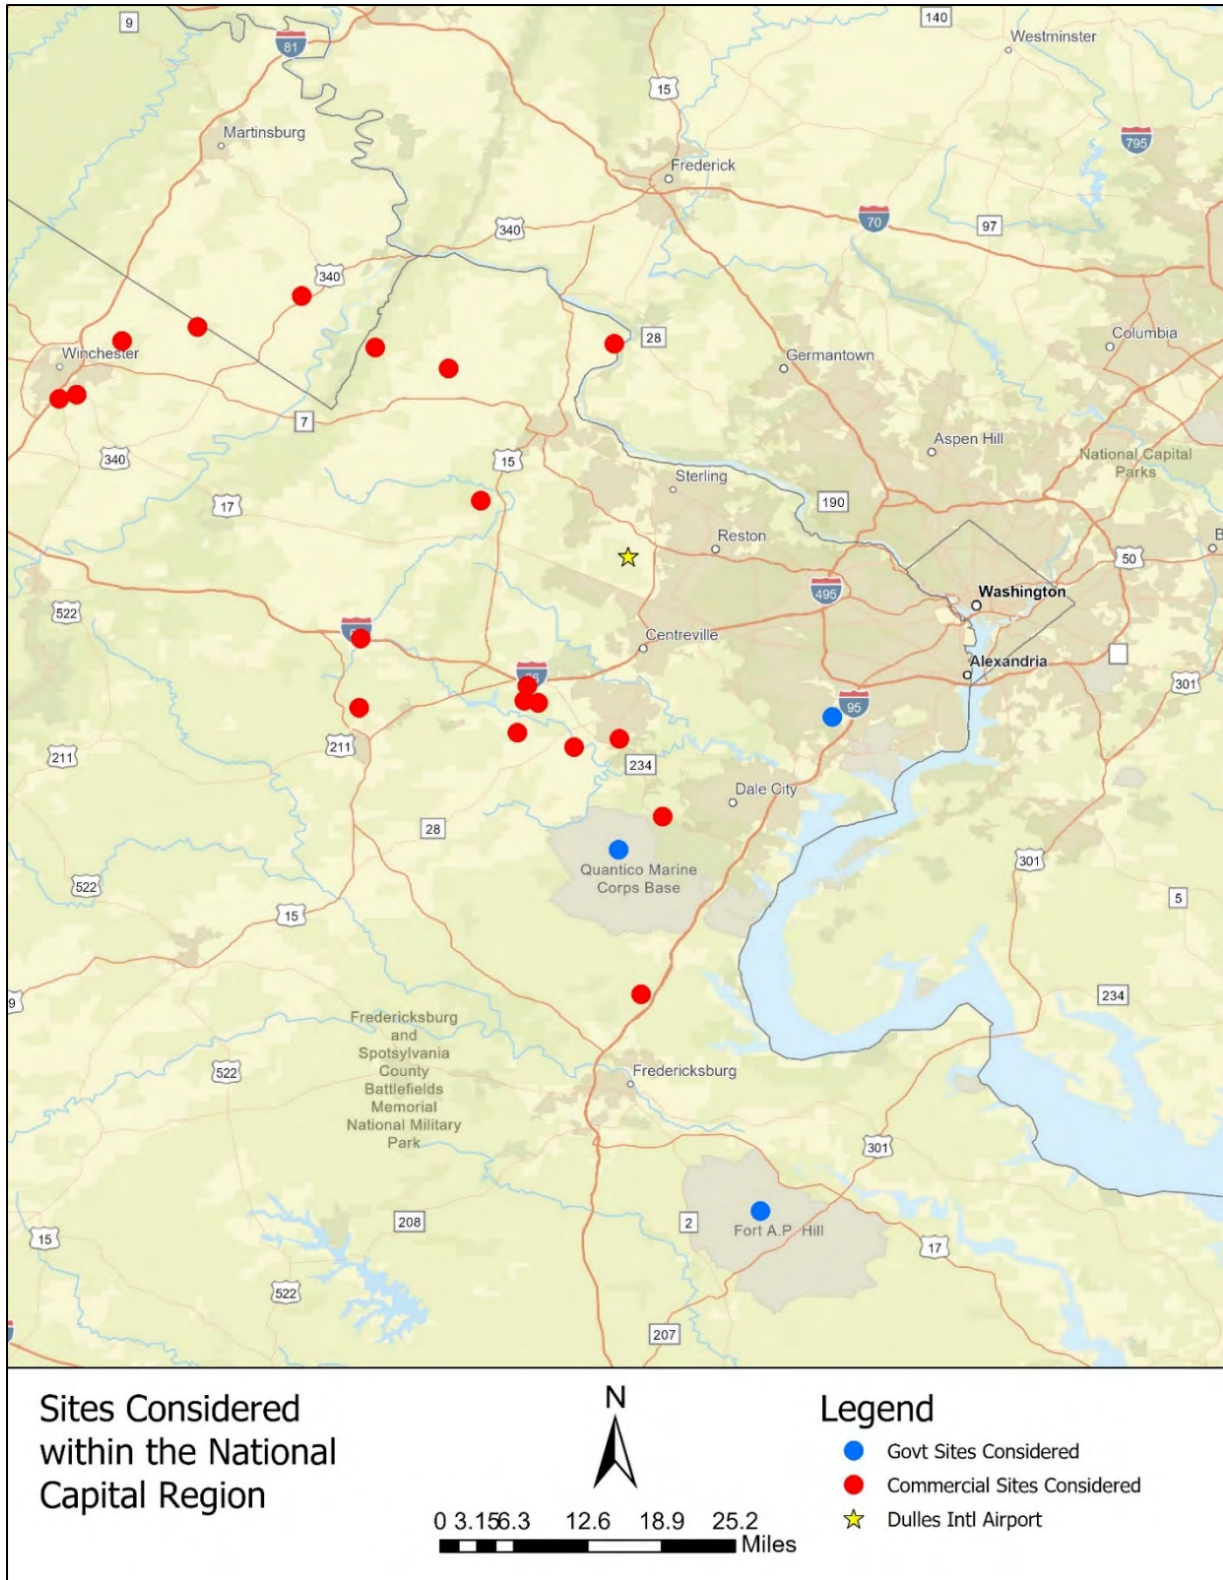 9
81
140
Westminster
15
Martinsburg
795
Frederick
70
97
340
340
28
Columbia
Winchester
Germantown
7
Aspen Hill
340
15
National Capital
Parks
Sterling
190
17
Reston
B
50
495
Washington
522
Centreville
Alexandria
301
95
211
211
234
Dale City
28
301
Quantico Marine
Corps Base
522
5
15
234
9
Fredericksburg
and
Spotsylvania
County
Battlefields
Memorial
National Military
Park
522
Fredericksburg
301
208
2
Fort A.P. Hill
15
17
522
207
Sites Considered
within the National
Capital Region
N
0 3.15 6.3 12.6 18.9 25.2
Miles
Legend
Govt Sites Considered
Commercial Sites Considered
Dulles Intl Airport